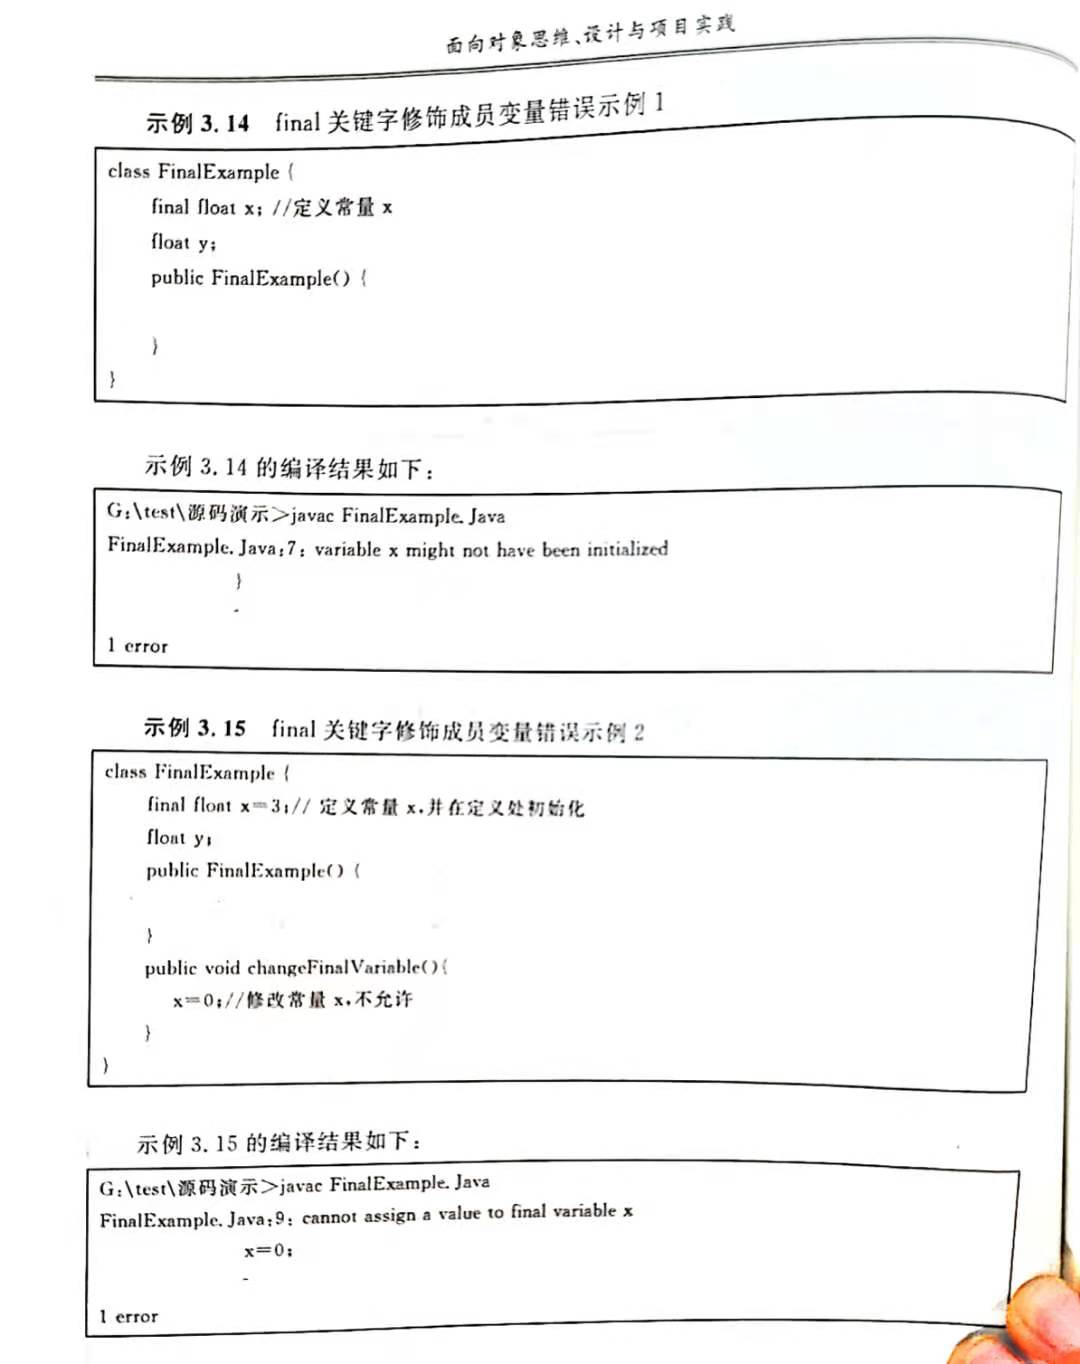 面向对象思维、设计与项目实践
示例 3.14 final 关键字修饰成员变量错误示例 1
class FinalExample {
final float x; //定义常量 x
float y;
public FinalExample() {
}
}
示例 3.14 的编译结果如下:
G:\test\源码演示>javac FinalExample.Java
FinalExample.Java:7: variable x might not have been initialized
}
-
1 error
示例 3.15 final 关键字修饰成员变量错误示例 2
class FinalExample {
final float x=3;// 定义常量 x,并在定义处初始化
float y;
public FinalExample() {
}
public void changeFinalVariable(){
x=0;//修改常量 x,不允许
}
}
示例 3.15 的编译结果如下:
G:\test\源码演示>javac FinalExample.Java
FinalExample.Java:9: cannot assign a value to final variable x
x=0;
-
1 error